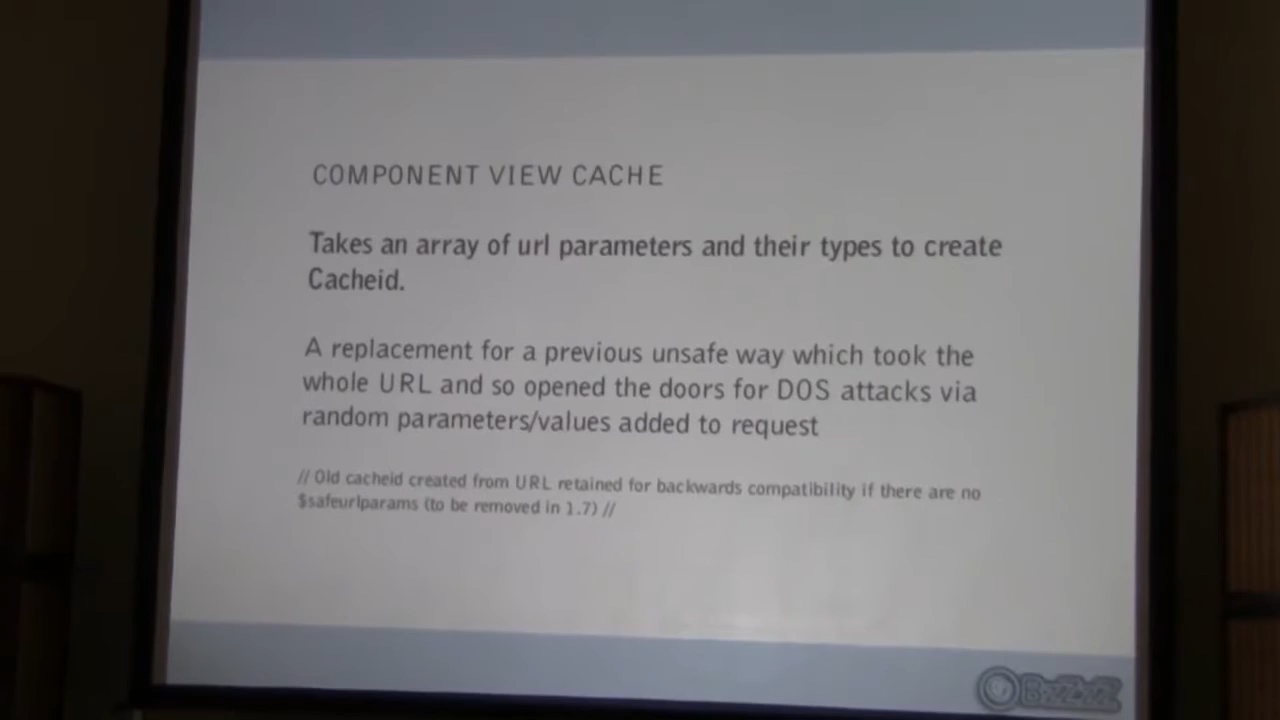 COMPONENT VIEW CACHE
Takes an array of url parameters and their types to create
Cacheid.
A replacement for a previous unsafe way which took the
whole URL and so opened the doors for DOS attacks via
random parameters/values added to request
// Old cacheid created from URL retained for backwards compatibility if there are no
$safeurlparams (to be removed in 1.7) //